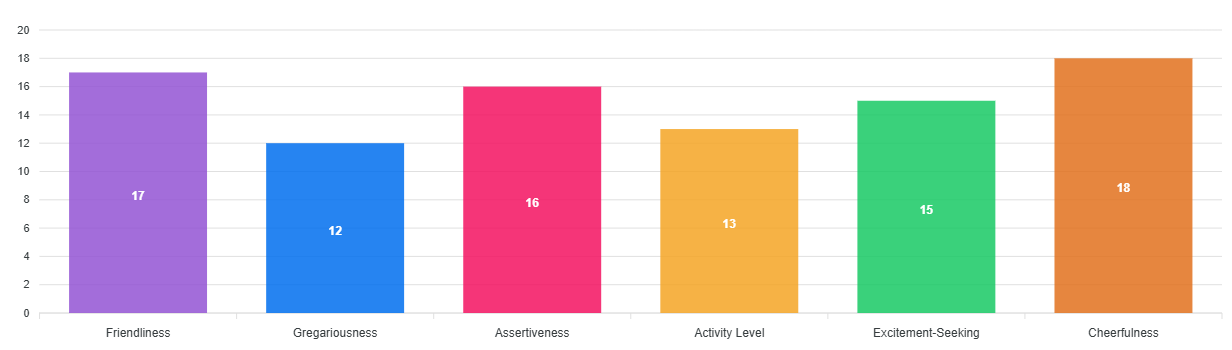 20
18
16
14
12
10
8
6
4
2
0
17
12
16
13
15
18
Friendliness
Gregariousness
Assertiveness
Activity Level
Excitement-Seeking
Cheerfulness